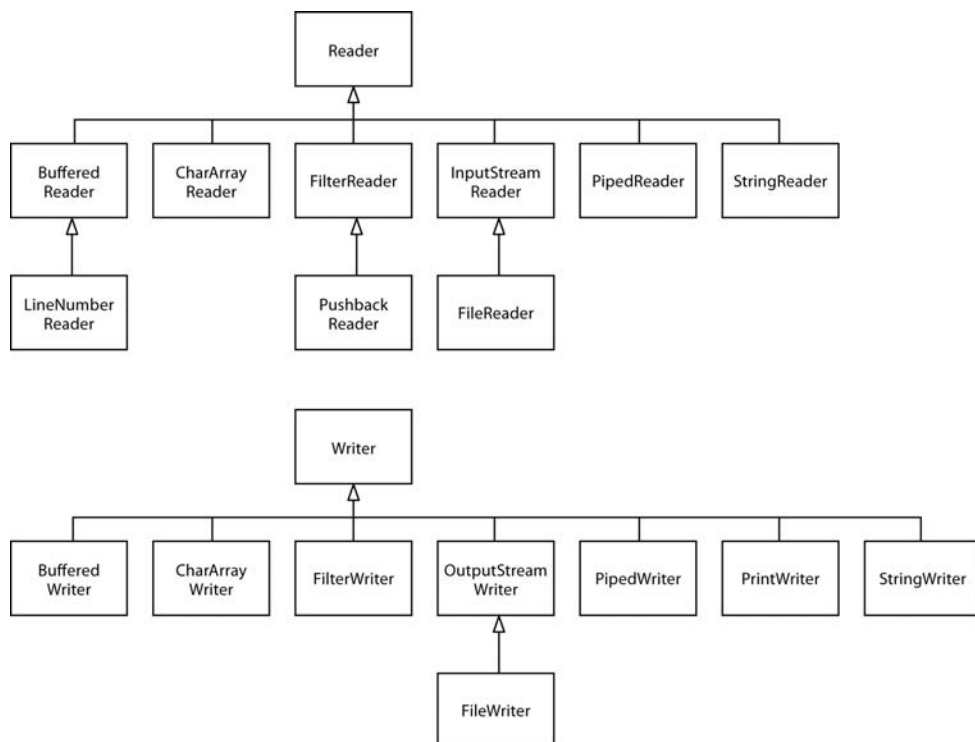 Reader
Buffered
Reader
CharArray
Reader
FilterReader
InputStream
Reader
PipedReader
StringReader
LineNumber
Reader
Pushback
Reader
FileReader
Writer
Buffered
Writer
CharArray
Writer
FilterWriter
OutputStream
Writer
PipedWriter
PrintWriter
StringWriter
FileWriter